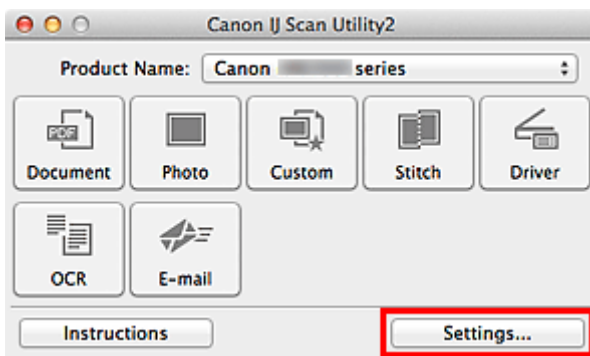 Canon IJ Scan Utility2
Product Name: Canon series
PDF
Document Photo Custom Stitch Driver
OCR E-mail
Instructions Settings...